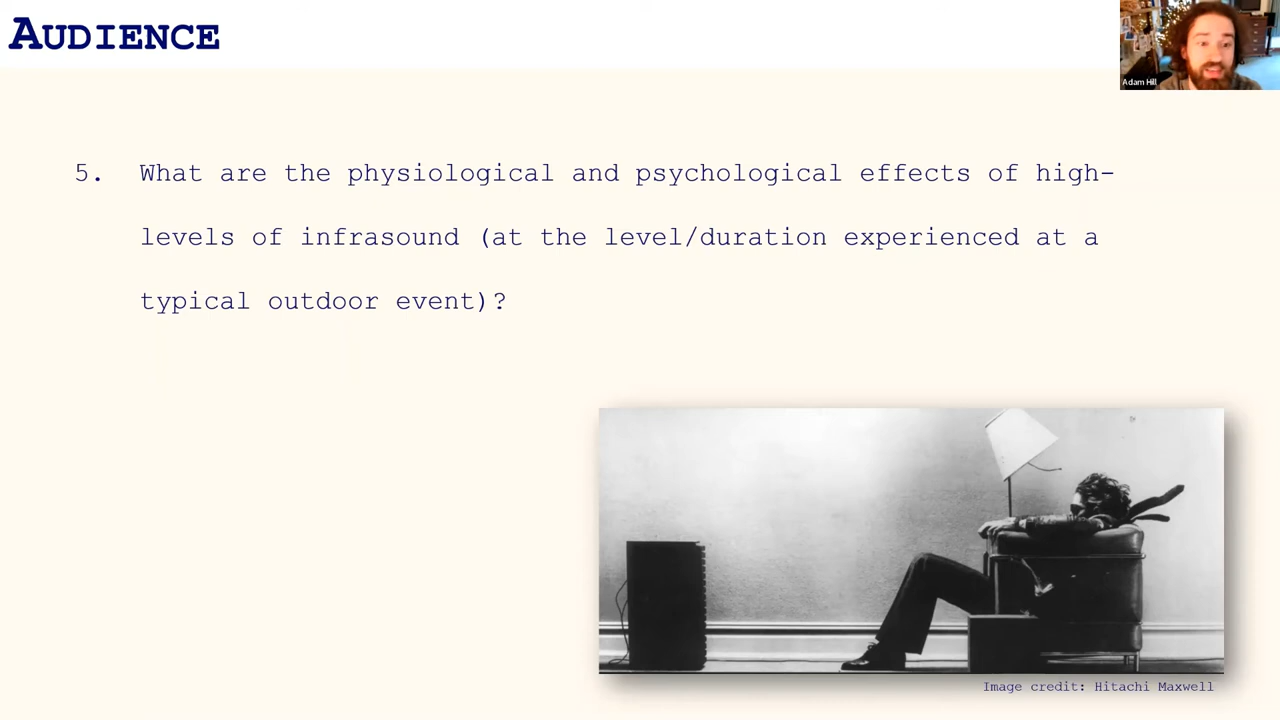 AUDIENCE
Adam Hill
5. What are the physiological and psychological effects of high-
levels of infrasound (at the level/duration experienced at a
typical outdoor event)?
Image credit: Hitachi Maxwell